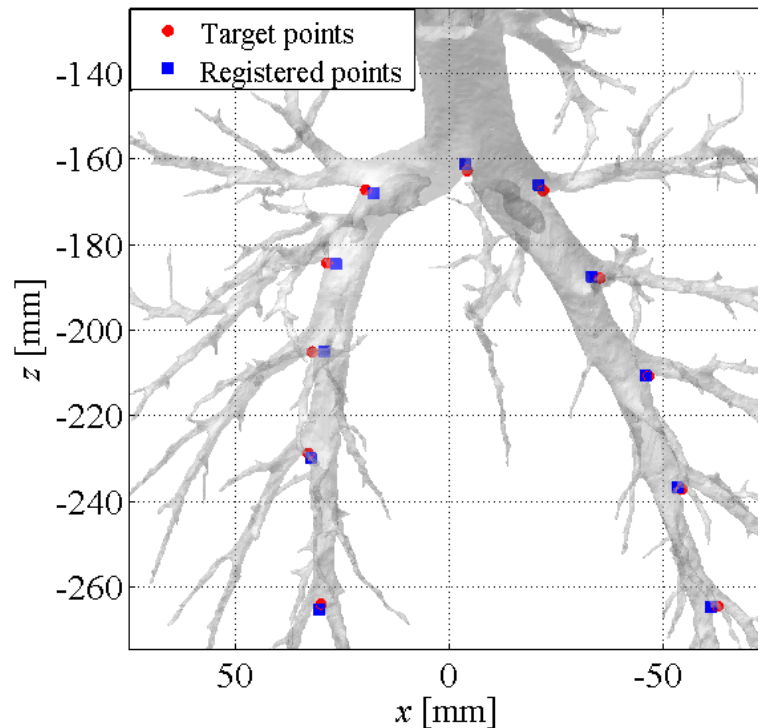 Target points
Registered points
-140
-160
-180
-200
-220
-240
-260
z [mm]
50
0
-50
x [mm]